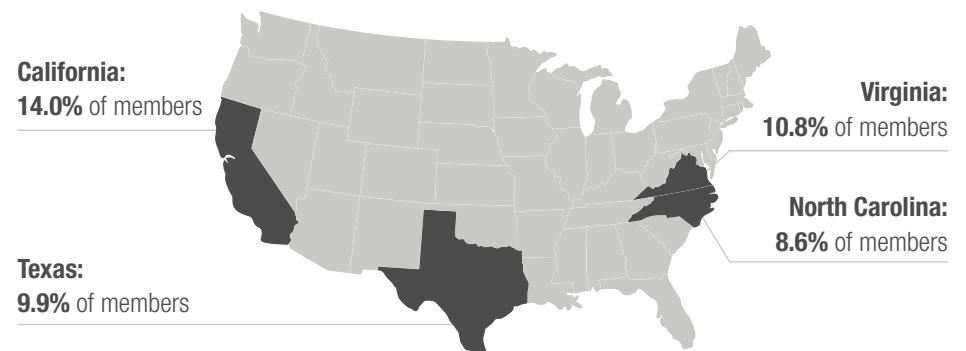 California:
14.0% of members
Virginia:
10.8% of members
North Carolina:
8.6% of members
Texas:
9.9% of members